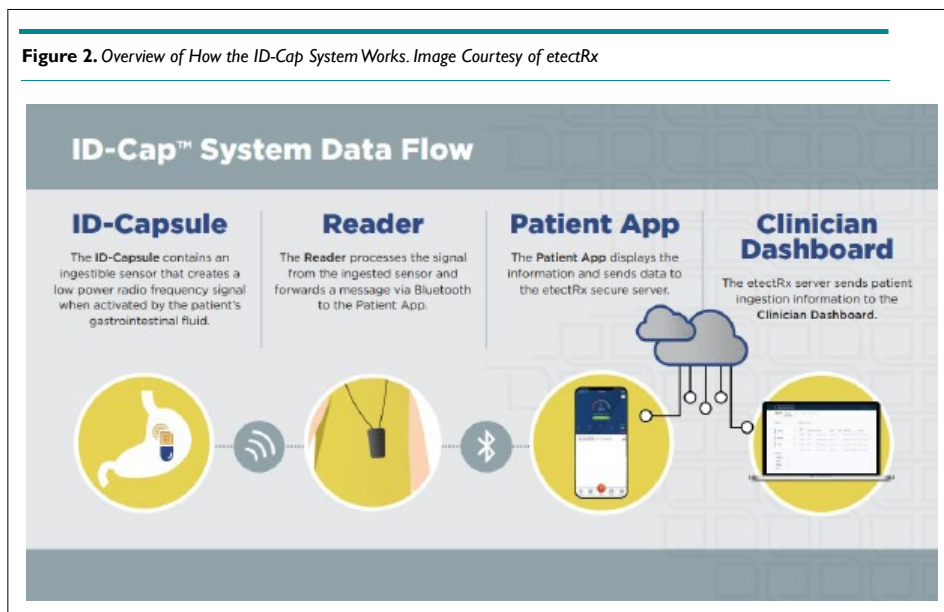 Figure 2. Overview of How the ID-Cap System Works. Image Courtesy of etectRx
ID-Cap™ System Data Flow
ID-Capsule
The ID-Capsule contains an
ingestible sensor that creates a
low power radio frequency signal
when activated by the patient's
gastrointestinal fluid.
Reader
The Reader processes the signal
from the ingested sensor and
forwards a message via Bluetooth
to the Patient App.
Patient App
The Patient App displays the
information and sends data to
the etectRx secure server.
Clinician
Dashboard
The etectRx server sends patient
ingestion information to the
Clinician Dashboard.